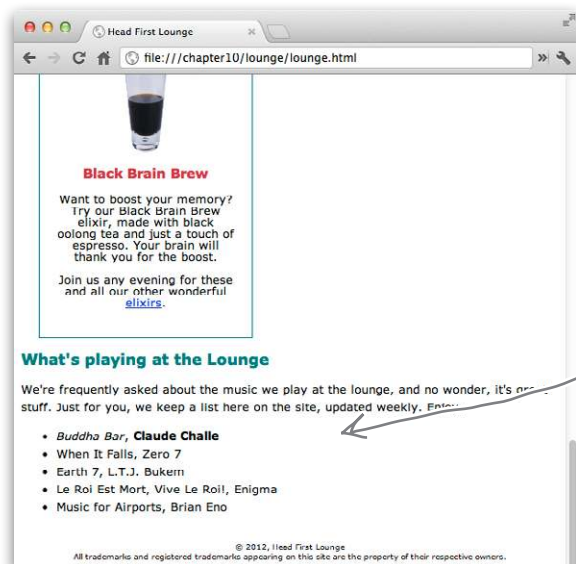 Head First Lounge
file:///chapter10/lounge/lounge.html
Black Brain Brew
Want to boost your memory?
Try our Black Brain Brew
elixir, made with black
oolong tea and just a touch of
espresso. Your brain will
thank you for the boost.
Join us any evening for these
and all our other wonderful
elixirs.
What's playing at the Lounge
We're frequently asked about the music we play at the lounge, and no wonder, it's
stuff. Just for you, we keep a list here on the site, updated weekly.
• Buddha Bar, Claude Challe
• When It Falls, Zero 7
• Earth 7, L.T.J. Bukem
• Le Roi Est Mort, Vive Le Roi!, Enigma
• Music for Airports, Brian Eno
© 2012, Head First Lounge
All trademarks and registered trademarks appearing on this site are the property of their respective owners.